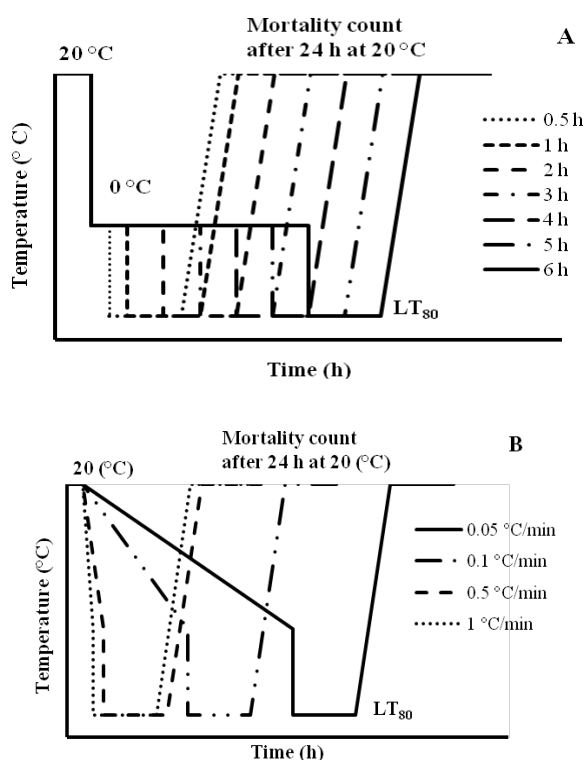 Mortality count
after 24 h at 20 °C
A
20 °C
0.5 h
1 h
2 h
3 h
4 h
5 h
6 h
0 °C
Temperature (° C)
LT80
Time (h)
Mortality count
after 24 h at 20 (°C)
B
20 (°C)
0.05 °C/min
0.1 °C/min
0.5 °C/min
1 °C/min
Temperature (°C)
LT80
Time (h)